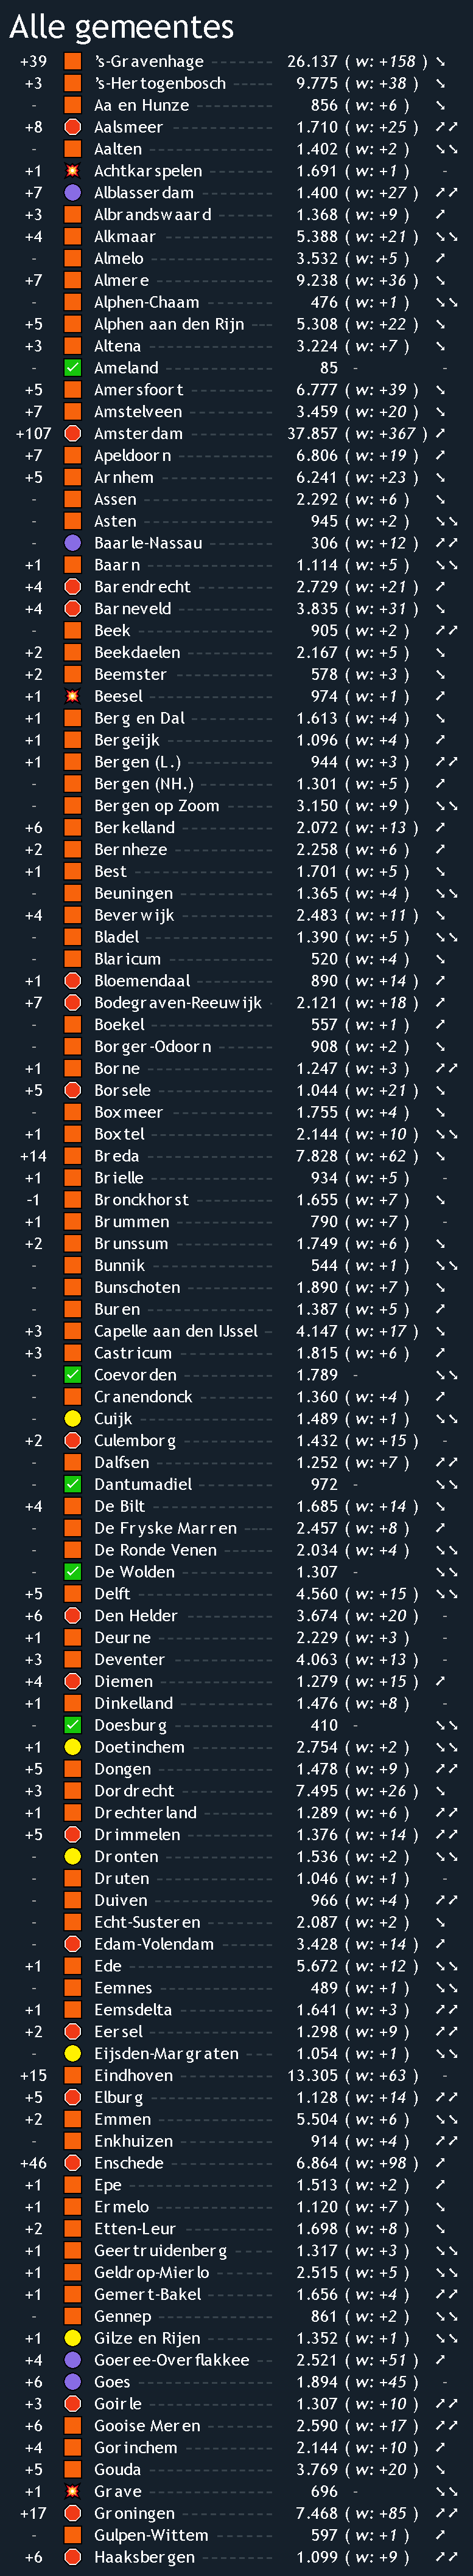 Alle gemeentes
+39 's-Gravenhage 26.137 ( w: +158 ) ↘
+3 's-Hertogenbosch 9.775 ( w: +38 ) ↘
- Aa en Hunze 856 ( w: +6 ) ↘
+8 Aalsmeer 1.710 ( w: +25 ) ↗↗
- Aalten 1.402 ( w: +2 ) ↘↘
+1 Achtkarspelen 1.691 ( w: +1 ) -
+7 Alblasserdam 1.400 ( w: +27 ) ↗↗
+3 Albrandswaard 1.368 ( w: +9 ) ↗
+4 Alkmaar 5.388 ( w: +21 ) ↘↘
- Almelo 3.532 ( w: +5 ) ↗
+7 Almere 9.238 ( w: +36 ) ↘
- Alphen-Chaam 476 ( w: +1 ) ↘↘
+5 Alphen aan den Rijn 5.308 ( w: +22 ) ↘
+3 Altena 3.224 ( w: +7 ) ↘
- Ameland 85 - -
+5 Amersfoort 6.777 ( w: +39 ) ↘
+7 Amstelveen 3.459 ( w: +20 ) ↘
+107 Amsterdam 37.857 ( w: +367 ) ↗
+7 Apeldoorn 6.806 ( w: +19 ) ↗
+5 Arnhem 6.241 ( w: +23 ) ↘
- Assen 2.292 ( w: +6 ) ↘
- Asten 945 ( w: +2 ) ↘↘
- Baarle-Nassau 306 ( w: +12 ) ↗↗
+1 Baarn 1.114 ( w: +5 ) ↘↘
+4 Barendrecht 2.729 ( w: +21 ) ↗
+4 Barneveld 3.835 ( w: +31 ) ↘
- Beek 905 ( w: +2 ) ↗↗
+2 Beekdaelen 2.167 ( w: +5 ) ↘
+2 Beemster 578 ( w: +3 ) ↘
+1 Beesel 974 ( w: +1 ) ↗
+1 Berg en Dal 1.613 ( w: +4 ) ↘
+1 Bergeijk 1.096 ( w: +4 ) ↗
+1 Bergen (L.) 944 ( w: +3 ) ↗↗
- Bergen (NH.) 1.301 ( w: +5 ) ↗
- Bergen op Zoom 3.150 ( w: +9 ) ↘↘
+6 Berkelland 2.072 ( w: +13 ) ↗
+2 Bernheze 2.258 ( w: +6 ) ↗
+1 Best 1.701 ( w: +5 ) ↘
- Beuningen 1.365 ( w: +4 ) ↘↘
+4 Beverwijk 2.483 ( w: +11 ) ↘
- Bladel 1.390 ( w: +5 ) ↘↘
- Blaricum 520 ( w: +4 ) ↘
+1 Bloemendaal 890 ( w: +14 ) ↗
+7 Bodegraven-Reeuwijk 2.121 ( w: +18 ) ↗
- Boekel 557 ( w: +1 ) ↗
- Borger-Odoorn 908 ( w: +2 ) ↘
+1 Borne 1.247 ( w: +3 ) ↗↗
+5 Borsele 1.044 ( w: +21 ) ↘
- Boxmeer 1.755 ( w: +4 ) ↘
+1 Boxtel 2.144 ( w: +10 ) ↘↘
+14 Breda 7.828 ( w: +62 ) ↘
+1 Brielle 934 ( w: +5 ) -
-1 Bronckhorst 1.655 ( w: +7 ) ↘
+1 Brummen 790 ( w: +7 ) -
+2 Brunssum 1.749 ( w: +6 ) ↘
- Bunnik 544 ( w: +1 ) ↘↘
- Bunschoten 1.890 ( w: +7 ) ↘
- Buren 1.387 ( w: +5 ) ↗
+3 Capelle aan den IJssel 4.147 ( w: +17 ) ↘
+3 Castricum 1.815 ( w: +6 ) ↗
- Coevorden 1.789 - ↘↘
- Cranendonck 1.360 ( w: +4 ) ↗
- Cuijk 1.489 ( w: +1 ) ↘↘
+2 Culemborg 1.432 ( w: +15 ) -
- Dalfsen 1.252 ( w: +7 ) ↗↗
- Dantumadiel 972 - ↘↘
+4 De Bilt 1.685 ( w: +14 ) ↘
- De Fryske Marren 2.457 ( w: +8 ) ↗
- De Ronde Venen 2.034 ( w: +4 ) ↘↘
- De Wolden 1.307 - ↘↘
+5 Delft 4.560 ( w: +15 ) ↘↘
+6 Den Helder 3.674 ( w: +20 ) -
+1 Deurne 2.229 ( w: +3 ) -
+3 Deventer 4.063 ( w: +13 ) -
+4 Diemen 1.279 ( w: +15 ) ↗
+1 Dinkelland 1.476 ( w: +8 ) -
- Doesburg 410 - ↘↘
+1 Doetinchem 2.754 ( w: +2 ) ↘↘
+5 Dongen 1.478 ( w: +9 ) ↗↗
+3 Dordrecht 7.495 ( w: +26 ) ↘
+1 Drechterland 1.289 ( w: +6 ) ↗↗
+5 Drimmelen 1.376 ( w: +14 ) ↗↗
- Dronten 1.536 ( w: +2 ) ↘↘
- Druten 1.046 ( w: +1 ) -
- Duiven 966 ( w: +4 ) ↗↗
- Echt-Susteren 2.087 ( w: +2 ) ↘
- Edam-Volendam 3.428 ( w: +14 ) ↗
+1 Ede 5.672 ( w: +12 ) ↘↘
- Eemnes 489 ( w: +1 ) ↘↘
+1 Eemsdelta 1.641 ( w: +3 ) ↗↗
+2 Eersel 1.298 ( w: +9 ) ↗↗
- Eijsden-Margraten 1.054 ( w: +1 ) ↘↘
+15 Eindhoven 13.305 ( w: +63 ) -
+5 Elburg 1.128 ( w: +14 ) ↗↗
+2 Emmen 5.504 ( w: +6 ) ↘↘
- Enkhuizen 914 ( w: +4 ) ↗↗
+46 Enschede 6.864 ( w: +98 ) ↗
+1 Epe 1.513 ( w: +2 ) ↗
+1 Ermelo 1.120 ( w: +7 ) ↘
+2 Etten-Leur 1.698 ( w: +8 ) ↘
+1 Geertruidenberg 1.317 ( w: +3 ) ↘↘
+1 Geldrop-Mierlo 2.515 ( w: +5 ) ↘↘
+1 Gemert-Bakel 1.656 ( w: +4 ) ↗↗
- Gennep 861 ( w: +2 ) ↘↘
+1 Gilze en Rijen 1.352 ( w: +1 ) ↘↘
+4 Goeree-Overflakkee 2.521 ( w: +51 ) ↗
+6 Goes 1.894 ( w: +45 ) -
+3 Goirle 1.307 ( w: +10 ) ↗↗
+6 Gooise Meren 2.590 ( w: +17 ) ↗↗
+4 Gorinchem 2.144 ( w: +10 ) ↗
+5 Gouda 3.769 ( w: +20 ) ↘
+1 Grave 696 - ↘↘
+17 Groningen 7.468 ( w: +85 ) ↗↗
- Gulpen-Wittem 597 ( w: +1 ) ↗
+6 Haaksbergen 1.099 ( w: +9 ) ↗↗